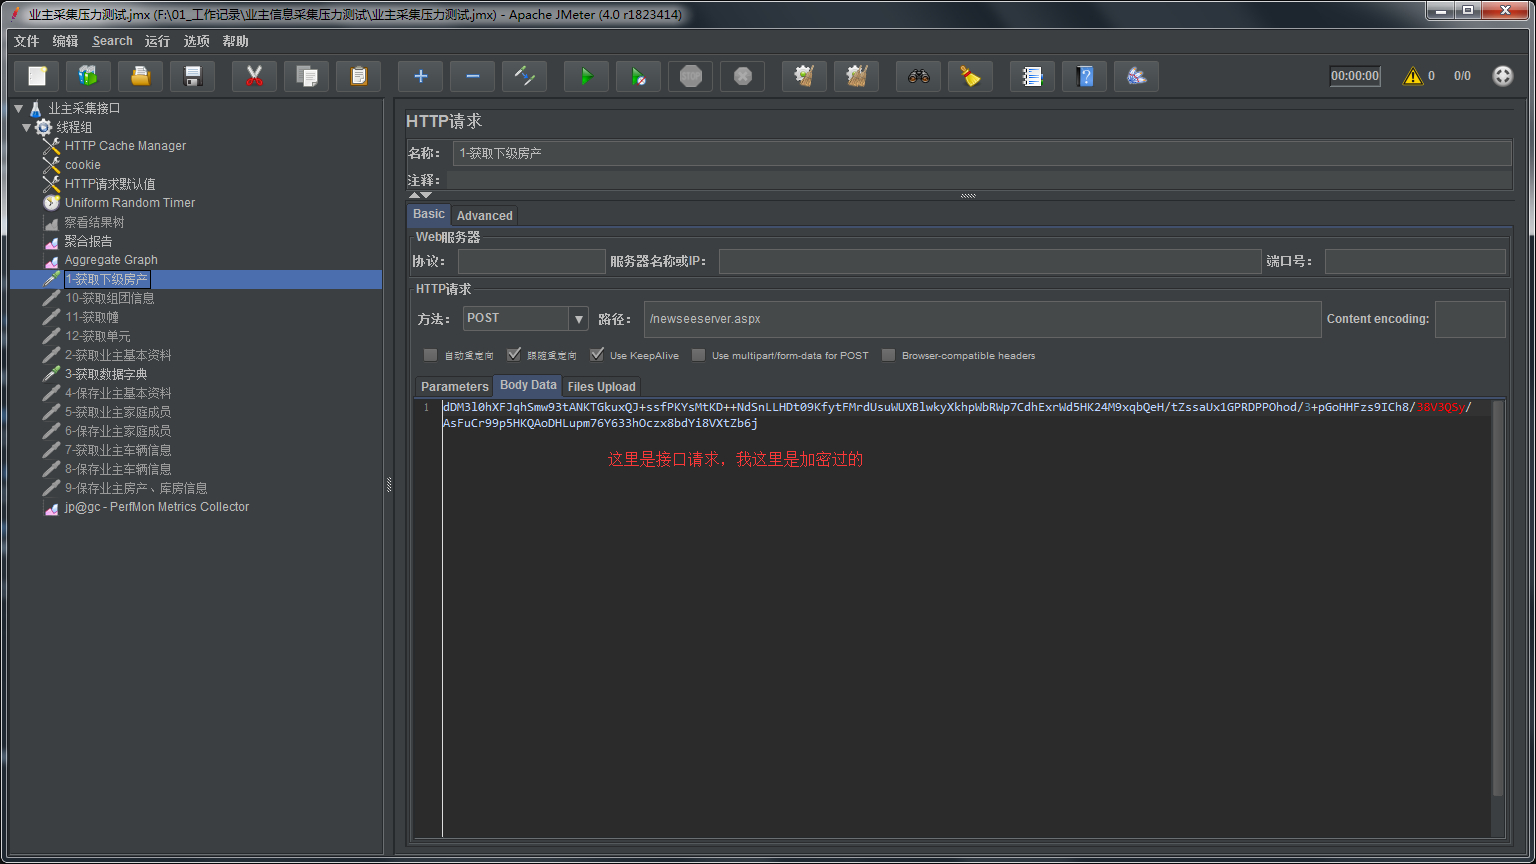 业主采集压力测试.jmx (F:\01_工作记录\业主信息采集压力测试\业主采集压力测试.jmx) - Apache JMeter (4.0 r1823414)
文件 编辑 Search 运行 选项 帮助
STOP
00:00:00 0 0/0
业主采集接口
线程组
HTTP Cache Manager
cookie
HTTP请求默认值
Uniform Random Timer
察看结果树
聚合报告
Aggregate Graph
1-获取下级房产
10-获取组团信息
11-获取幢
12-获取单元
2-获取业主基本资料
3-获取数据字典
4-保存业主基本资料
5-获取业主家庭成员
6-保存业主家庭成员
7-获取业主车辆信息
8-保存业主车辆信息
9-保存业主房产、库房信息
jp@gc - PerfMon Metrics Collector
HTTP请求
名称： 1-获取下级房产
注释：
Basic Advanced
Web服务器
协议： 服务器名称或IP： 端口号：
HTTP请求
方法： POST 路径： /newseeserver.aspx Content encoding:
自动重定向 跟随重定向 Use KeepAlive Use multipart/form-data for POST Browser-compatible headers
Parameters Body Data Files Upload
1 dDM3l0hXFJqhSmw93tANKTGkuxQJ+ssfPKYsMtKD++NdSnLLHDt09KfytFMrdUsuWUXBlwkyXkhpWbRWp7CdhExrWd5HK24M9xqbQeH/tZssaUx1GPRDPPOhod/3+pGoHHFzs9ICh8/38V3QSy/
AsFuCr99p5HKQAoDHLupm76Y633hOczx8bdYi8VXtZb6j
这里是接口请求，我这里是加密过的